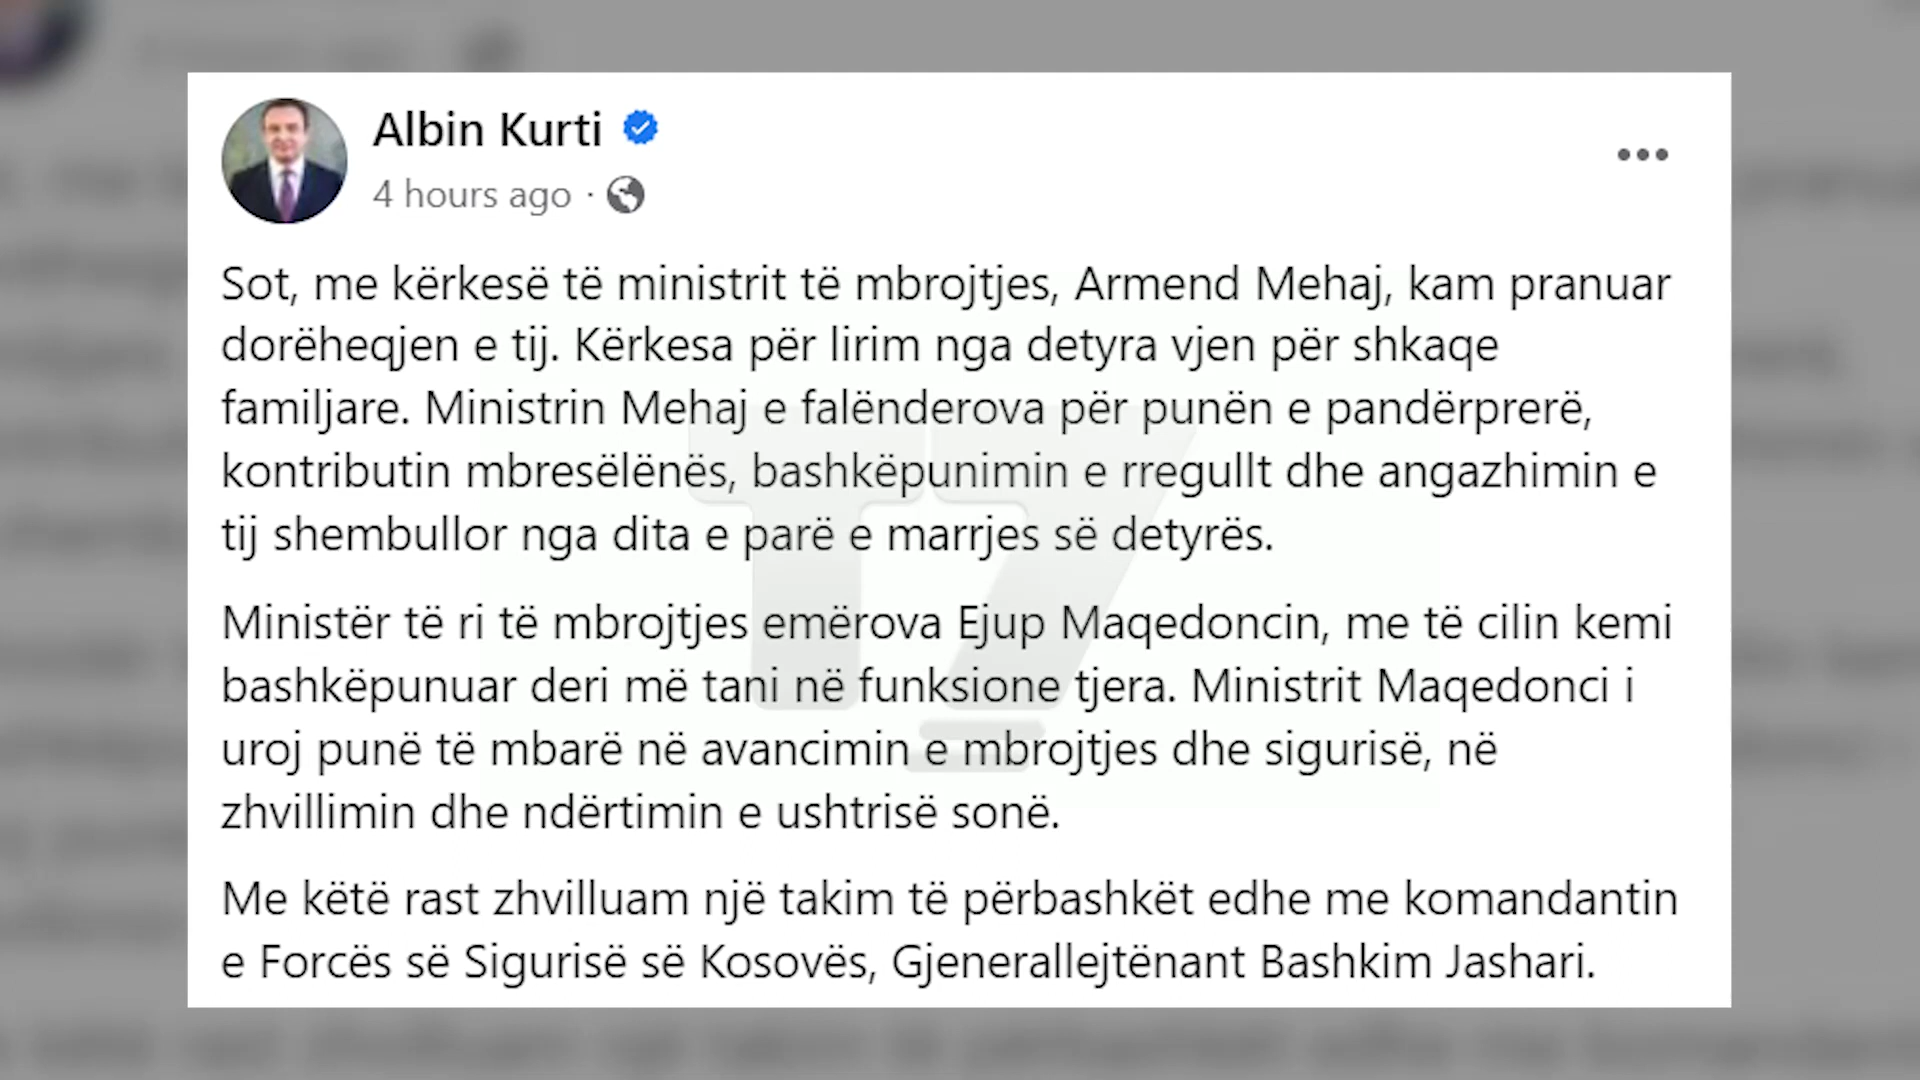 Albin Kurti
4 hours ago ·
Sot, me kërkesë të ministrit të mbrojtjes, Armend Mehaj, kam pranuar
dorëheqjen e tij. Kërkesa për lirim nga detyra vjen për shkaqe
familjare. Ministrin Mehaj e falënderova për punën e pandërprerë,
kontributin mbresëlënës, bashkëpunimin e rregullt dhe angazhimin e
tij shembullor nga dita e parë e marrjes së detyrës.
Ministër të ri të mbrojtjes emërova Ejup Maqedoncin, me të cilin kemi
bashkëpunuar deri më tani në funksione tjera. Ministrit Maqedonci i
uroj punë të mbarë në avancimin e mbrojtjes dhe sigurisë, në
zhvillimin dhe ndërtimin e ushtrisë sonë.
Me këtë rast zhvilluam një takim të përbashkët edhe me komandantin
e Forcës së Sigurisë së Kosovës, Gjenerallejtënant Bashkim Jashari.
T7